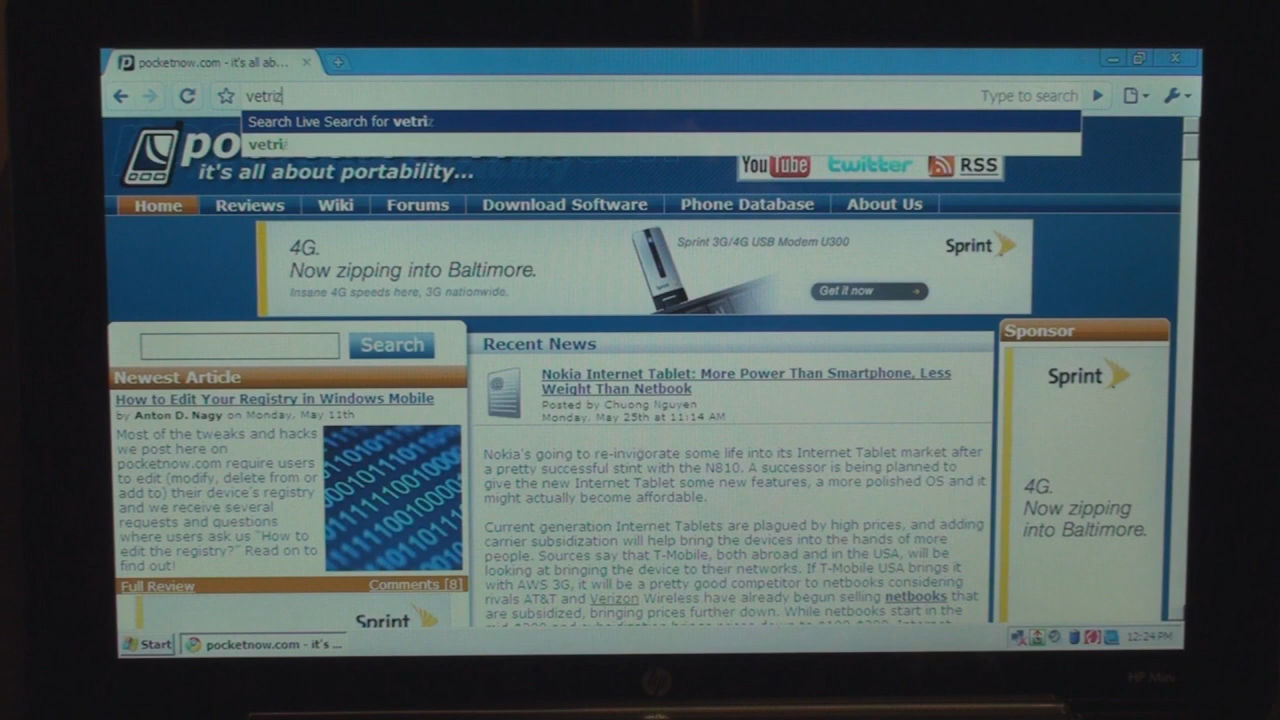 pocketnow.com - it's all ab...
vetriz
Type to search
Search Live Search for vetriz
vetriz
po
it's all about portability...
You Tube twitter RSS
Home Reviews Wiki Forums Download Software Phone Database About Us
4G.
Now zipping into Baltimore.
Insane 4G speeds here, 3G nationwide.
Sprint 3G/4G USB Modem U300
Get it now
Sprint
Search
Newest Article
How to Edit Your Registry in Windows Mobile
by Anton D. Nagy on Monday, May 11th
Most of the tweaks and hacks
we post here on
pocketnow.com require users
to edit (modify, delete from or
add to) their device's registry
and we receive several
requests and questions
where users ask us "How to
edit the registry?" Read on to
find out!
Full Review Comments [8]
Sprint
Recent News
Nokia Internet Tablet: More Power Than Smartphone, Less
Weight Than Netbook
Posted by Chuong Nguyen
Monday, May 25th at 11:14 AM
Nokia's going to re-invigorate some life into its Internet Tablet market after
a pretty successful stint with the N810. A successor is being planned to
give the new Internet Tablet some new features, a more polished OS and it
might actually become affordable.
Current generation Internet Tablets are plagued by high prices, and adding
carrier subsidization will help bring the devices into the hands of more
people. Sources say that T-Mobile, both abroad and in the USA, will be
looking at bringing the device to their networks. If T-Mobile USA brings it
with AWS 3G, it will be a pretty good competitor to netbooks considering
rivals AT&T and Verizon Wireless have already begun selling netbooks that
are subsidized, bringing prices further down. While netbooks start in the
Sponsor
Sprint
4G.
Now zipping
into Baltimore.
Start pocketnow.com - it's ... 12:24 PM
hp
HP Mini